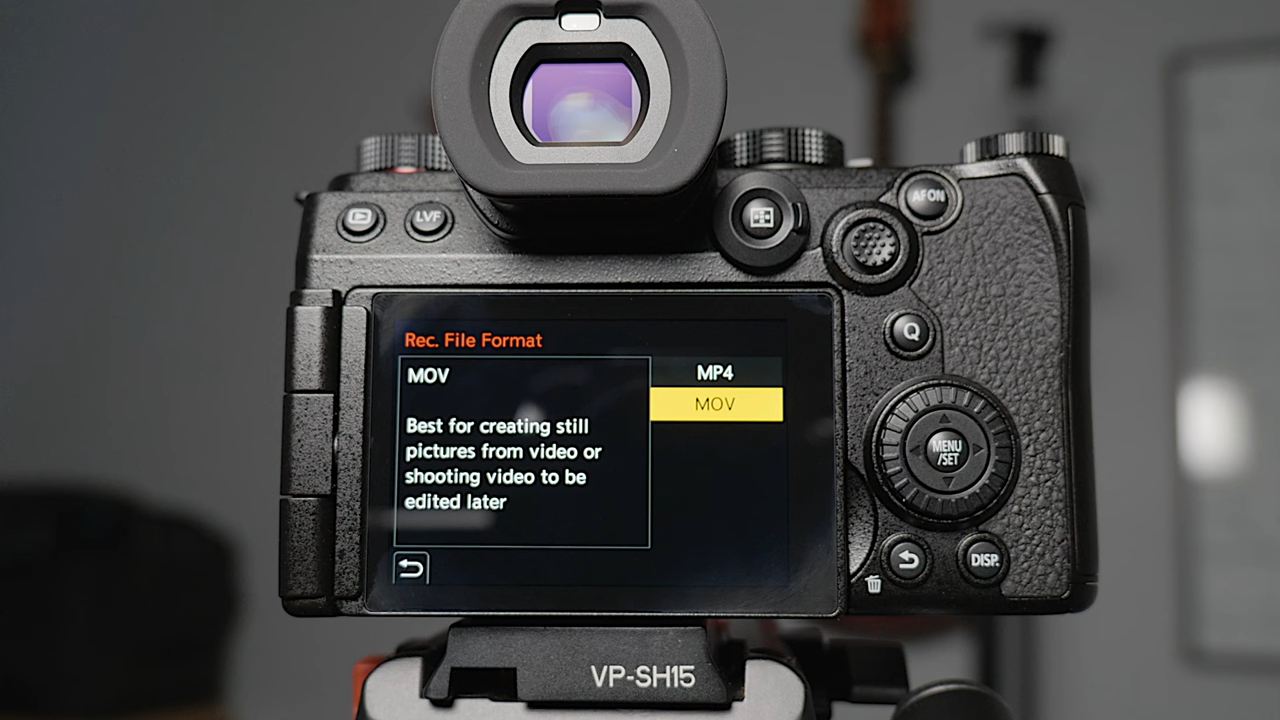 LVF
AF ON
Q
Rec. File Format
MOV
Best for creating still
pictures from video or
shooting video to be
edited later
MP4
MOV
MENU
/SET
DISP.
VP-SH15